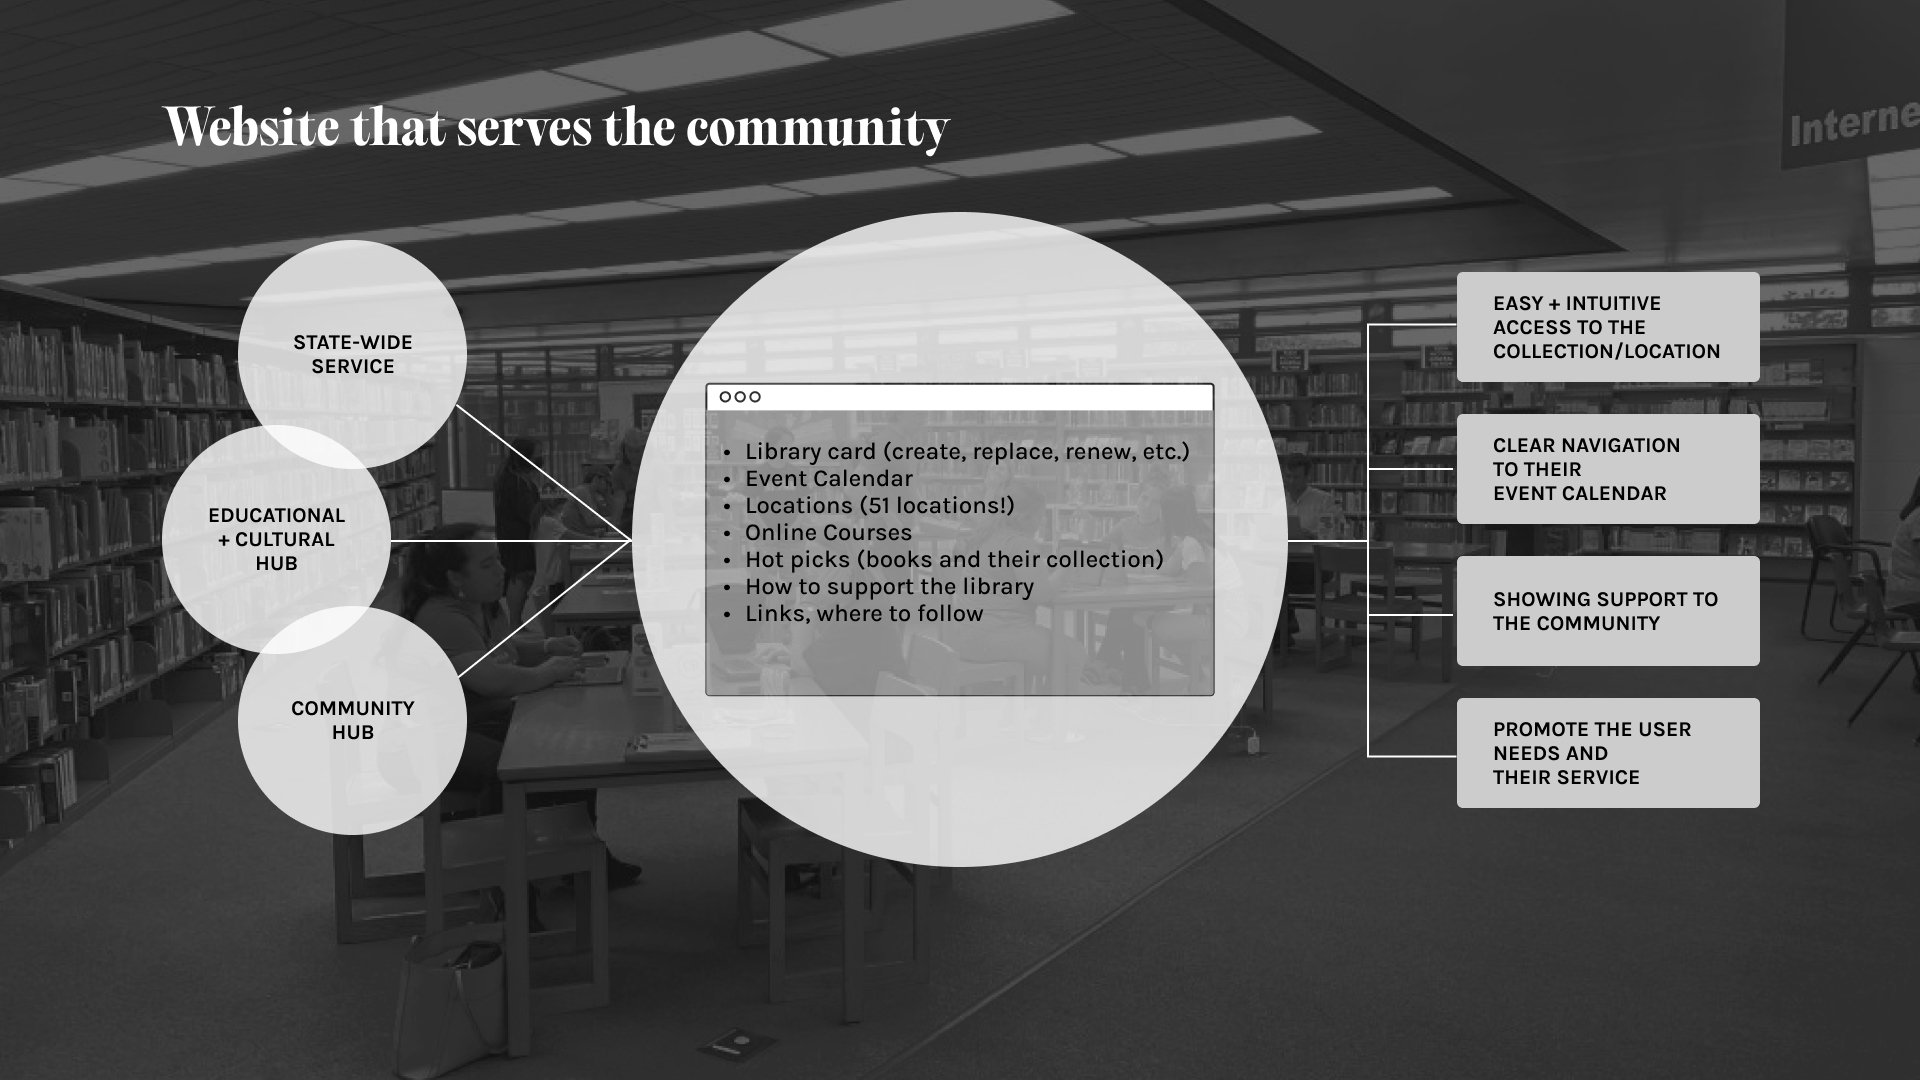 Website that serves the community
Interne
STATE-WIDE
SERVICE
EDUCATIONAL
+ CULTURAL
HUB
COMMUNITY
HUB
• Library card (create, replace, renew, etc.)
• Event Calendar
• Locations (51 locations!)
• Online Courses
• Hot picks (books and their collection)
• How to support the library
• Links, where to follow
EASY + INTUITIVE
ACCESS TO THE
COLLECTION/LOCATION
CLEAR NAVIGATION
TO THEIR
EVENT CALENDAR
SHOWING SUPPORT TO
THE COMMUNITY
PROMOTE THE USER
NEEDS AND
THEIR SERVICE